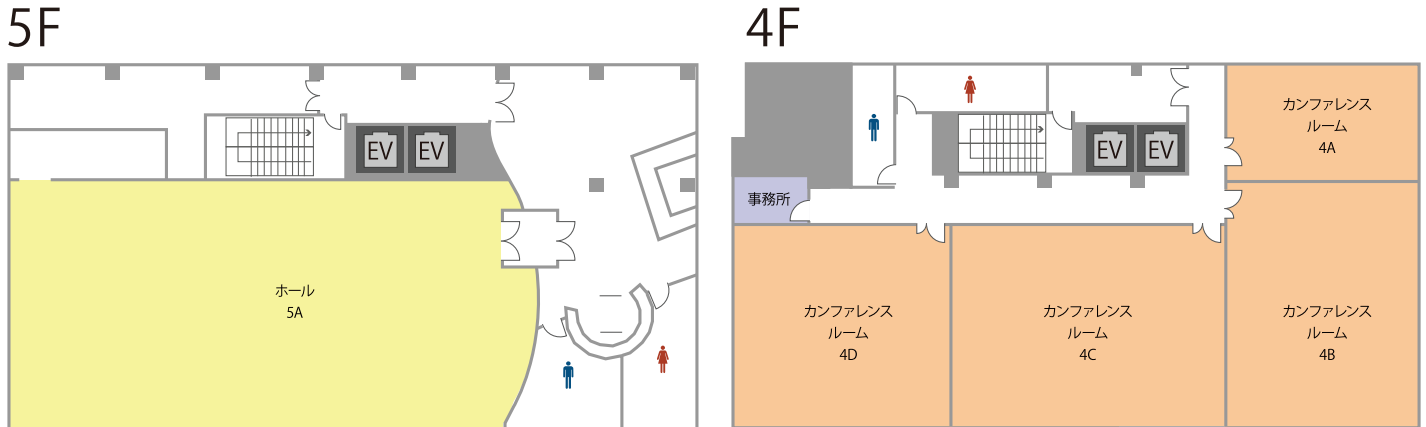 5F
EV
EV
ホール
5A
4F
カンファレンス
ルーム
4A
EV
EV
事務所
カンファレンス
ルーム
4D
カンファレンス
ルーム
4C
カンファレンス
ルーム
4B